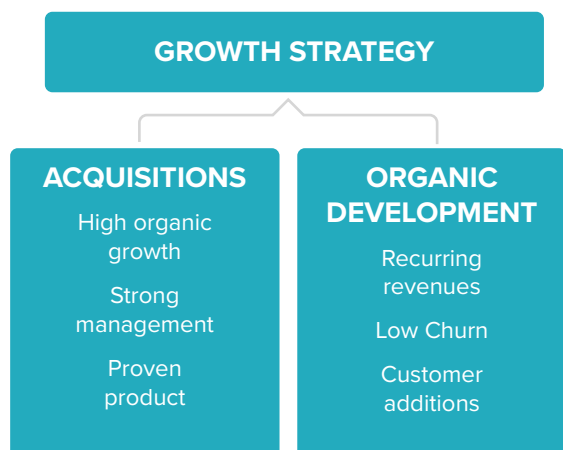 GROWTH STRATEGY
ACQUISITIONS
High organic
growth
Strong
management
Proven
product
ORGANIC
DEVELOPMENT
Recurring
revenues
Low Churn
Customer
additions